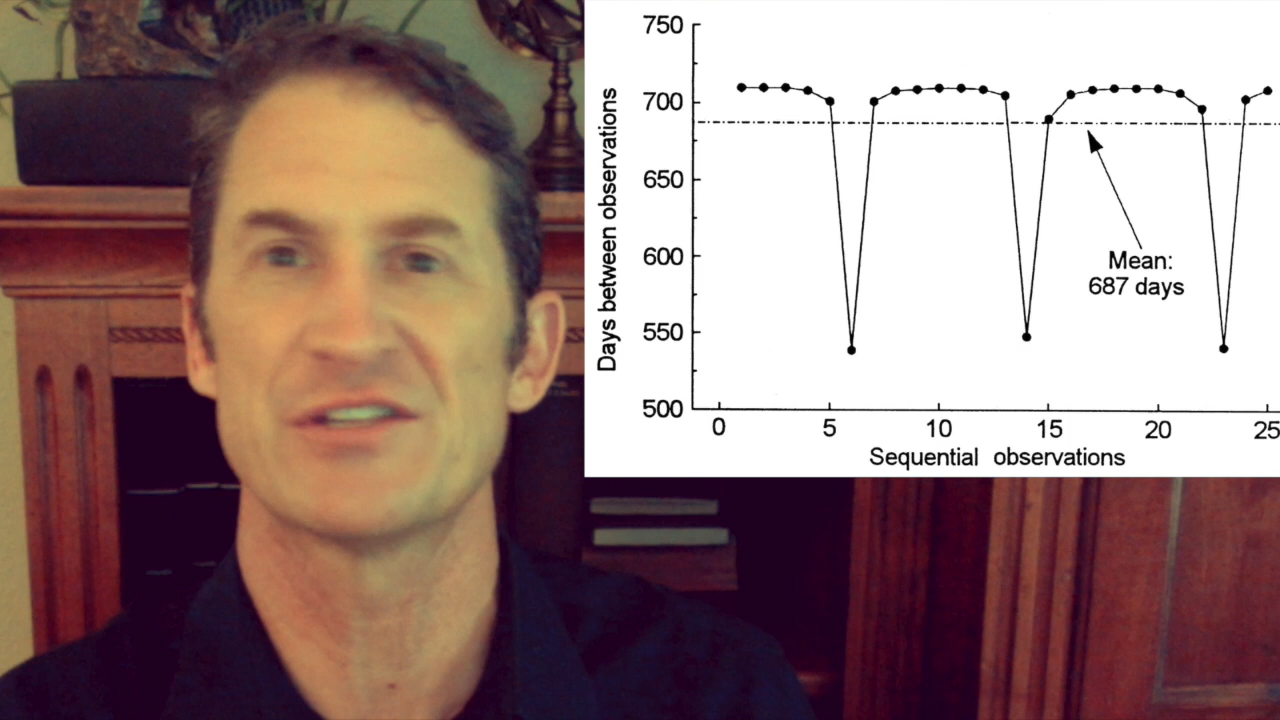 750
700
650
600
550
500
Days between observations
Mean:
687 days
0 5 10 15 20 25
Sequential observations